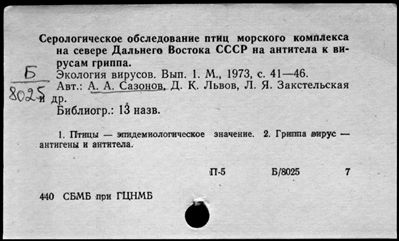 Серологическое обследование птиц морского комплекса
на севере Дальнего Востока СССР на антитела к ви-
русам гриппа.
Б
8025
Экология вирусов. Вып. 1. М., 1973, с. 41—46.
Авт.: А. А. Сазонов, Д. К. Львов, Л. Я. Закстельская
и др.
Библиогр.: 13 назв.
1. Птицы — эпидемиологическое значение. 2. Гриппа вирус —
антигены и антитела.
П-5 Б/8025 7
440 СБМБ при ГЦНМБ